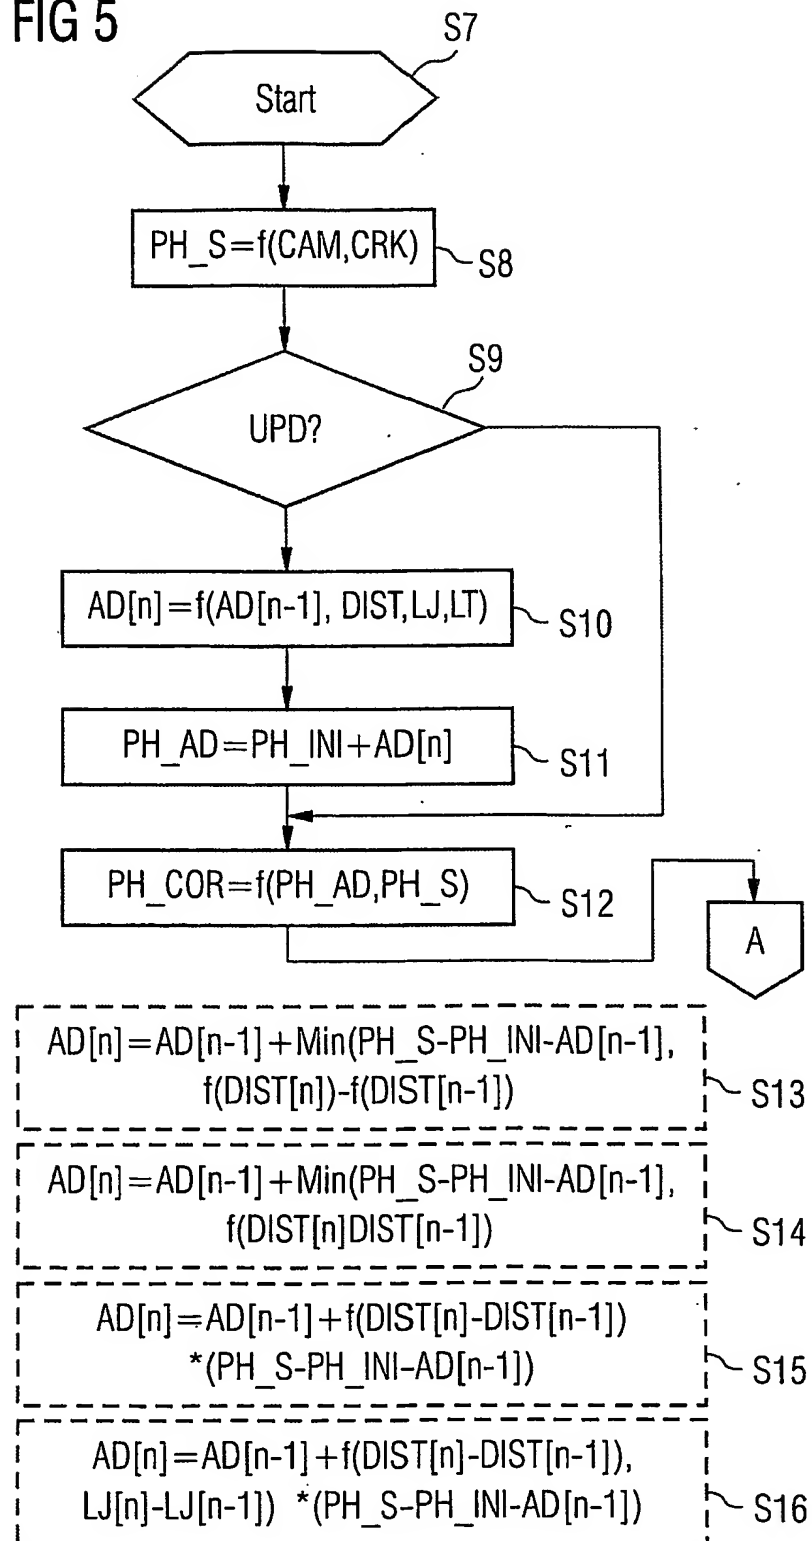 FIG 5
S7
Start
PH_S=f(CAM,CRK)
S8
S9
UPD?
AD[n]=f(AD[n-1], DIST,LJ,LT)
S10
PH_AD=PH_INI+AD[n]
S11
PH_COR=f(PH_AD,PH_S)
S12
A
AD[n]=AD[n-1]+Min(PH_S-PH_INI-AD[n-1],
f(DIST[n])-f(DIST[n-1])
S13
AD[n]=AD[n-1]+Min(PH_S-PH_INI-AD[n-1],
f(DIST[n]DIST[n-1])
S14
AD[n]=AD[n-1]+f(DIST[n]-DIST[n-1])
*(PH_S-PH_INI-AD[n-1])
S15
AD[n]=AD[n-1]+f(DIST[n]-DIST[n-1]),
LJ[n]-LJ[n-1]) *(PH_S-PH_INI-AD[n-1])
S16